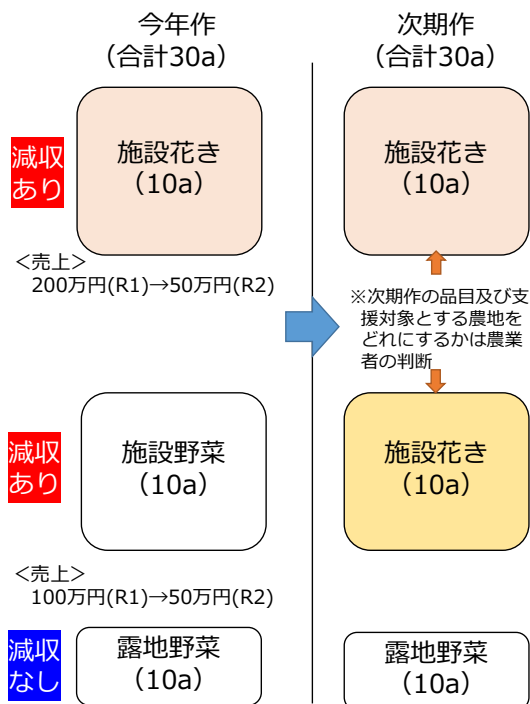 今年作
（合計30a）
次期作
（合計30a）
減収
あり
施設花き
（10a）
施設花き
（10a）
＜売上＞
200万円(R1)→50万円(R2)
※次期作の品目及び支
援対象とする農地を
どれにするかは農業
者の判断
減収
あり
施設野菜
（10a）
施設花き
（10a）
＜売上＞
100万円(R1)→50万円(R2)
減収
なし
露地野菜
（10a）
露地野菜
（10a）